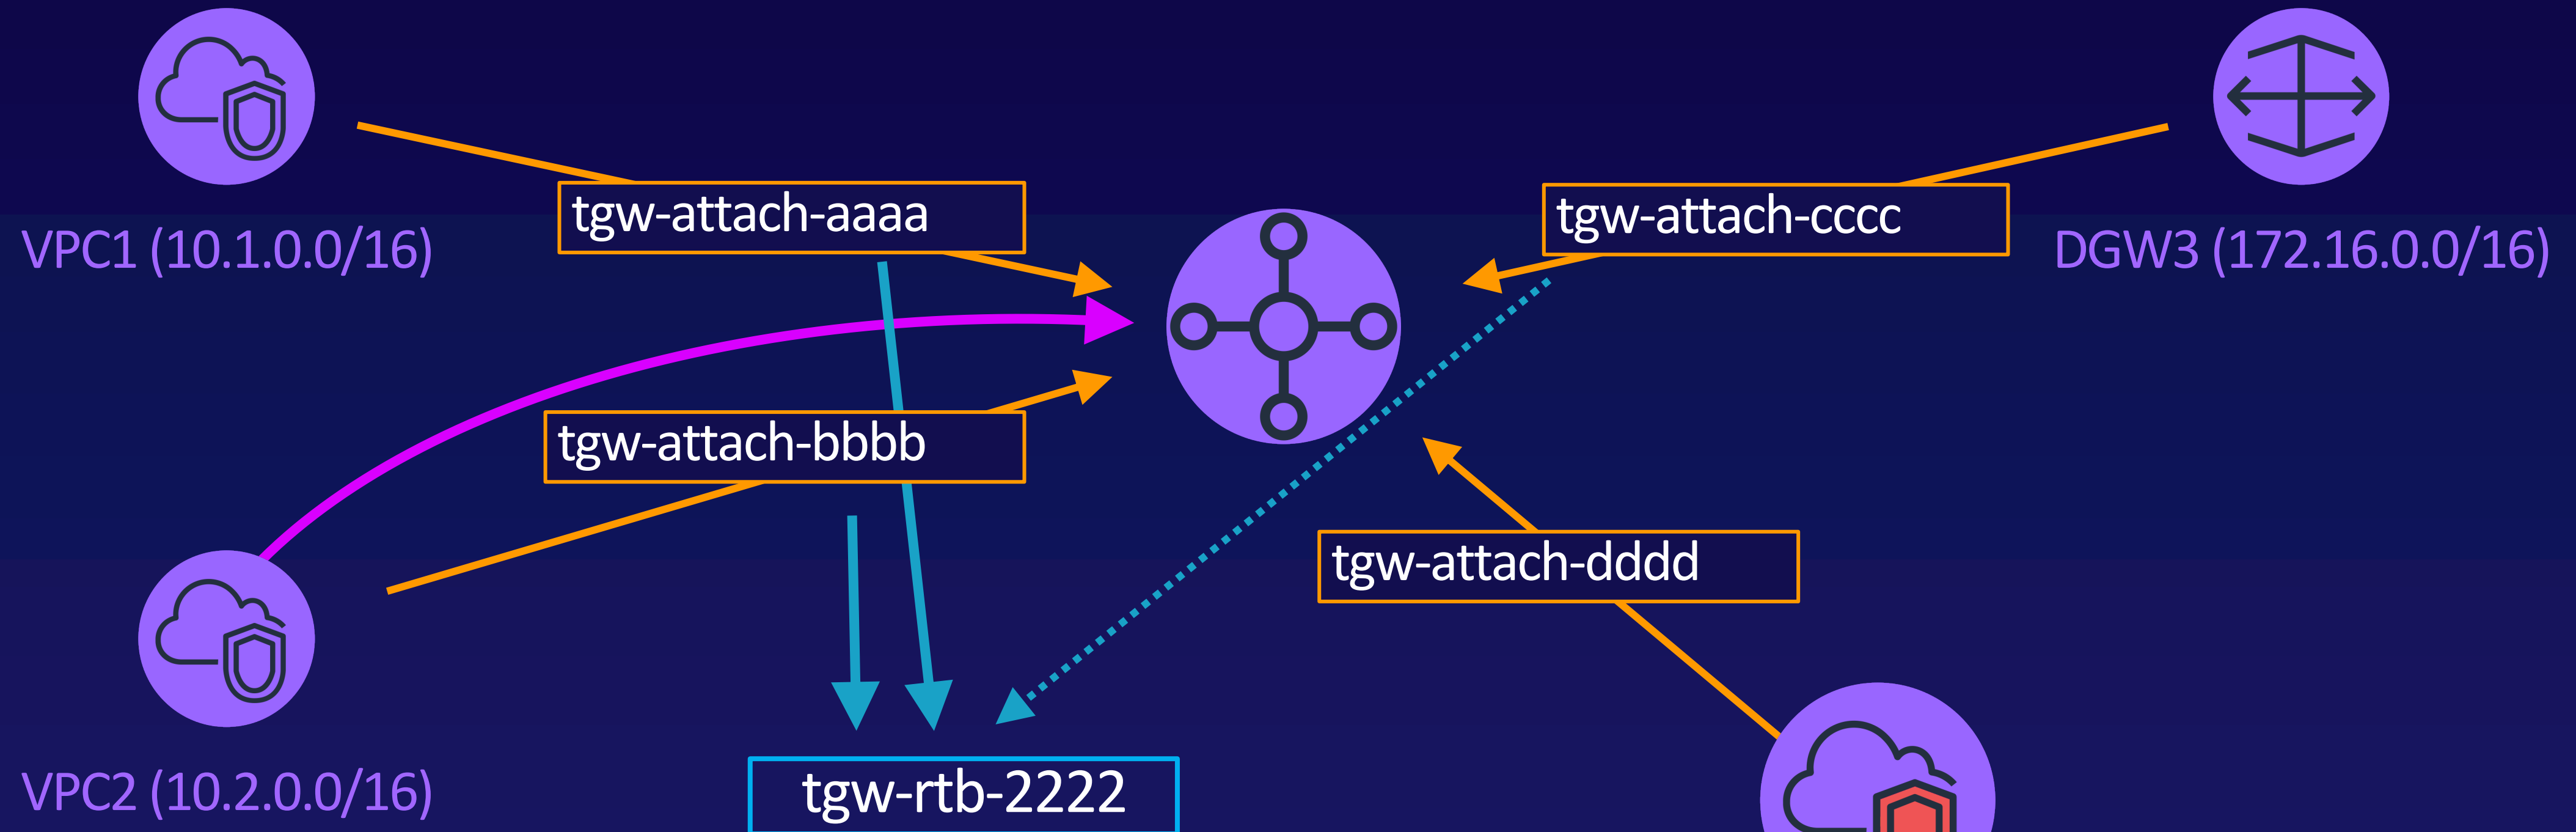 tgw-attach-aaaa
tgw-attach-cccc
VPC1 (10.1.0.0/16)
DGW3 (172.16.0.0/16)
tgw-attach-bbbb
tgw-attach-dddd
VPC2 (10.2.0.0/16)
tgw-rtb-2222